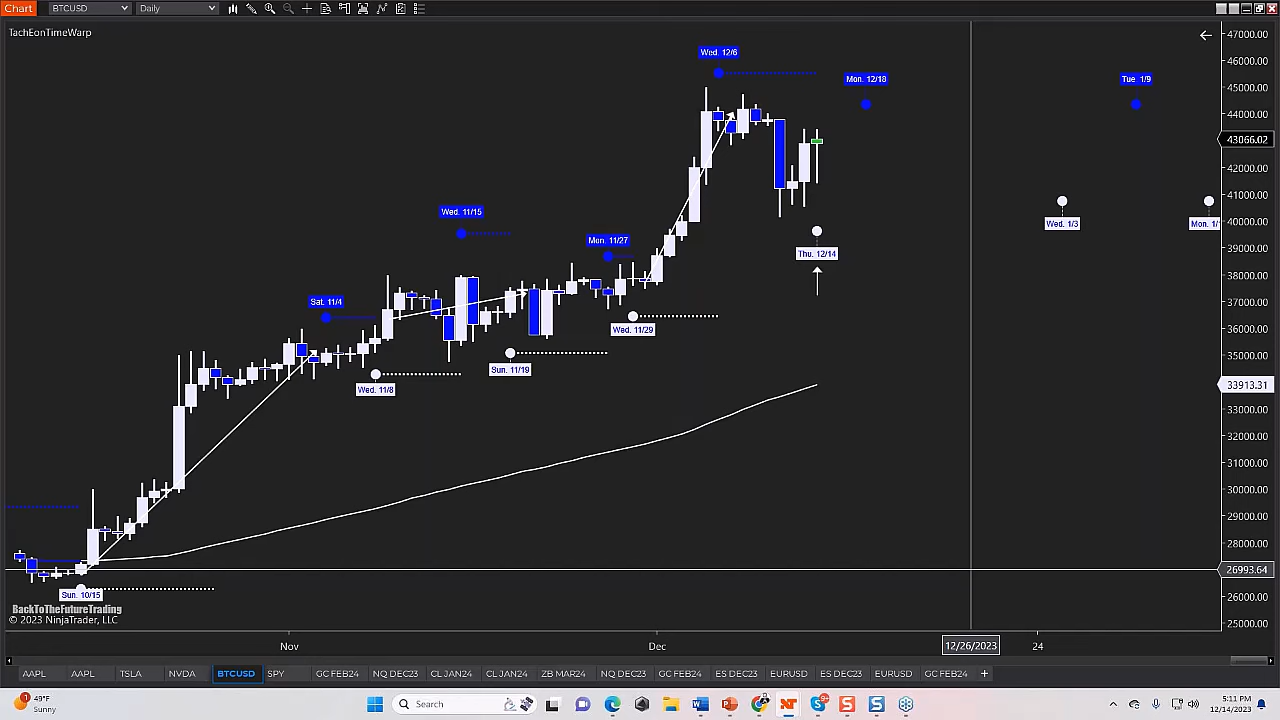 Chart BTCUSD Daily
TachEonTimeWarp
47000.00
46000.00
45000.00
44000.00
43066.02
42000.00
41000.00
40000.00
39000.00
38000.00
37000.00
36000.00
35000.00
33913.31
33000.00
32000.00
31000.00
30000.00
29000.00
28000.00
26993.64
26000.00
25000.00
Wed. 12/6
Mon. 12/18
Tue. 1/9
Wed. 11/15
Mon. 11/27
Wed. 1/3
Mon. 1/
Thu. 12/14
Sat. 11/4
Wed. 11/29
Sun. 11/19
Wed. 11/8
Sun. 10/15
BackToTheFutureTrading
© 2023 NinjaTrader, LLC
Nov Dec 12/26/2023 24
AAPL AAPL TSLA NVDA BTCUSD SPY GC FEB24 NQ DEC23 CL JAN24 CL JAN24 ZB MAR24 NQ DEC23 GC FEB24 ES DEC23 EURUSD ES DEC23 EURUSD GC FEB24 +
49°F
Sunny
Search
5:11 PM
12/14/2023